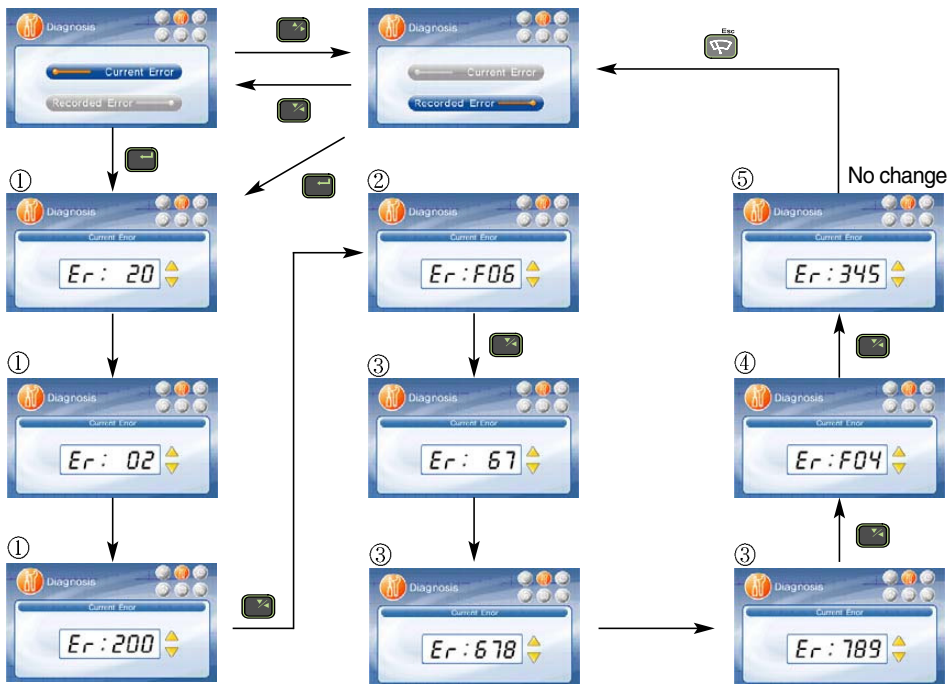 Diagnosis
Current Error
Recorded Error
Diagnosis
Current Error
Recorded Error
Esc
①
Diagnosis
Current Error
Er: 20
②
Diagnosis
Current Error
Er:F06
⑤
No change
Diagnosis
Current Error
Er:345
①
Diagnosis
Current Error
Er: 02
③
Diagnosis
Current Error
Er: 67
④
Diagnosis
Current Error
Er:F04
①
Diagnosis
Current Error
Er:200
③
Diagnosis
Current Error
Er:678
③
Diagnosis
Current Error
Er:789